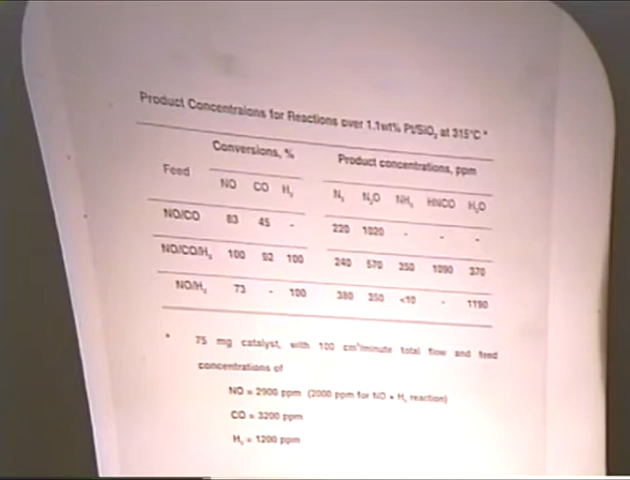 Product Concentraions for Reactions over 1.1wt% Pt/SiO₂ at 315°C *
Conversions, % Product concentrations, ppm
Feed
NO CO H₂ N₂ N₂O NH₃ HNCO H₂O
NO/CO 83 45 - 220 1020 - - -
NO/CO/H₂ 100 92 100 240 570 350 1090 370
NO/H₂ 73 - 100 380 350 <10 - 1190
* 75 mg catalyst, with 100 cm³/minute total flow and feed
concentrations of
NO = 2900 ppm (2000 ppm for NO + H₂ reaction)
CO = 3200 ppm
H₂ = 1200 ppm